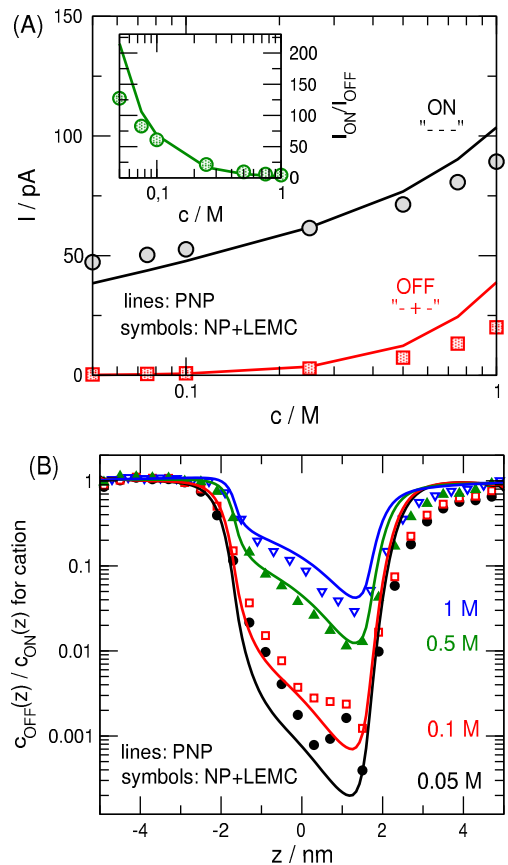 (A)
150
100
50
0
I / pA
0.1
1
c / M
200
150
100
50
0
I_ON/I_OFF
0,1
1
c / M
ON
"- - -"
OFF
"- + -"
lines: PNP
symbols: NP+LEMC
(B)
1
0.1
0.01
0.001
c_OFF(z) / c_ON(z) for cation
1 M
0.5 M
0.1 M
0.05 M
lines: PNP
symbols: NP+LEMC
-4
-2
0
2
4
z / nm